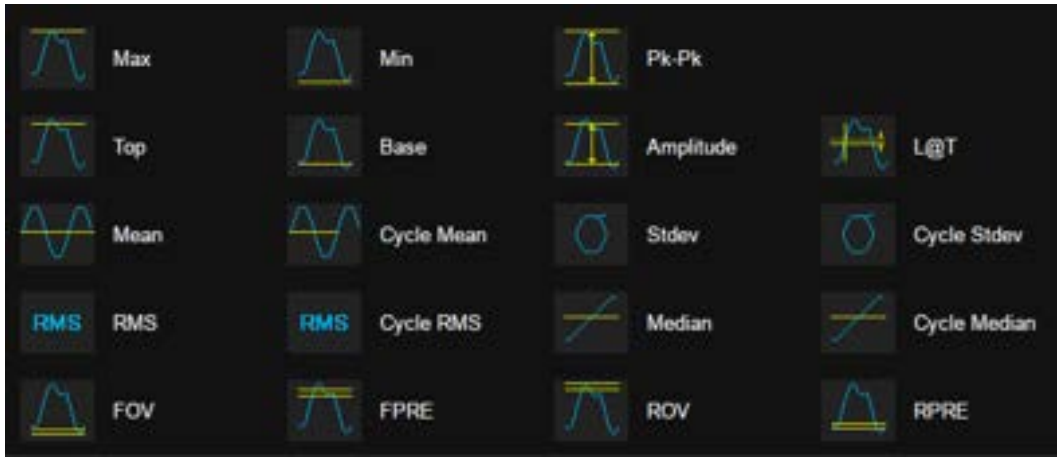 Max Min Pk-Pk
Top Base Amplitude L@T
Mean Cycle Mean Stdev Cycle Stdev
RMS RMS RMS Cycle RMS Median Cycle Median
FOV FPRE ROV RPRE